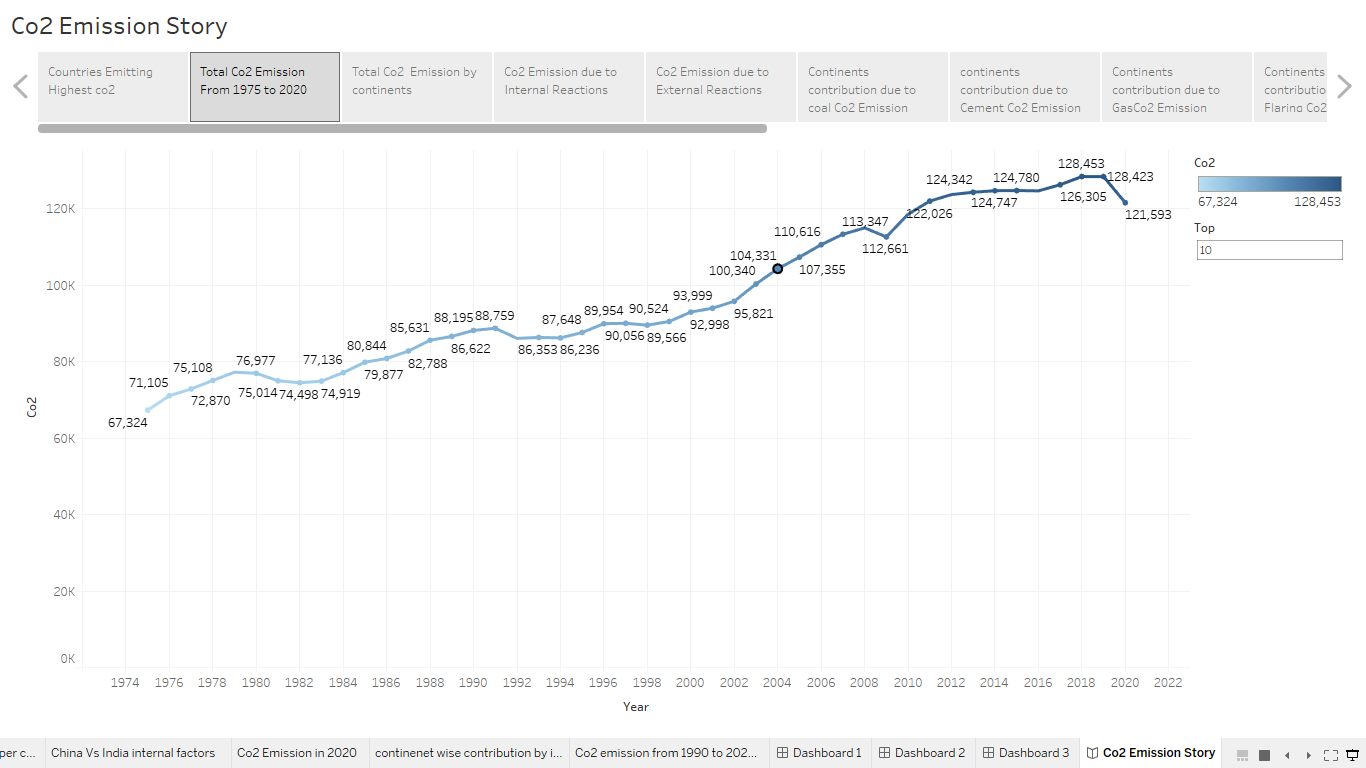 Co2 Emission Story
Countries Emitting
Highest co2
Total Co2 Emission
From 1975 to 2020
Total Co2 Emission by
continents
Co2 Emission due to
Internal Reactions
Co2 Emission due to
External Reactions
Continents
contribution due to
coal Co2 Emission
continents
contribution due to
Cement Co2 Emission
Continents
contribution due to
GasCo2 Emission
Continents
contributio
Flaring Co2
Co2
67,324 128,453
Top
10
120K
100K
80K
60K
40K
20K
0K
Co2
67,324
71,105
72,870
75,108
76,977
75,014
74,498
74,919
77,136
79,877
80,844
82,788
85,631
86,622
88,195
88,759
86,353
86,236
87,648
89,954
90,056
90,524
89,566
93,999
92,998
95,821
100,340
104,331
107,355
110,616
113,347
112,661
122,026
124,342
124,747
124,780
126,305
128,453
128,423
121,593
1974 1976 1978 1980 1982 1984 1986 1988 1990 1992 1994 1996 1998 2000 2002 2004 2006 2008 2010 2012 2014 2016 2018 2020 2022
Year
per c... China Vs India internal factors Co2 Emission in 2020 continenet wise contribution by i... Co2 emission from 1990 to 202... Dashboard 1 Dashboard 2 Dashboard 3 Co2 Emission Story